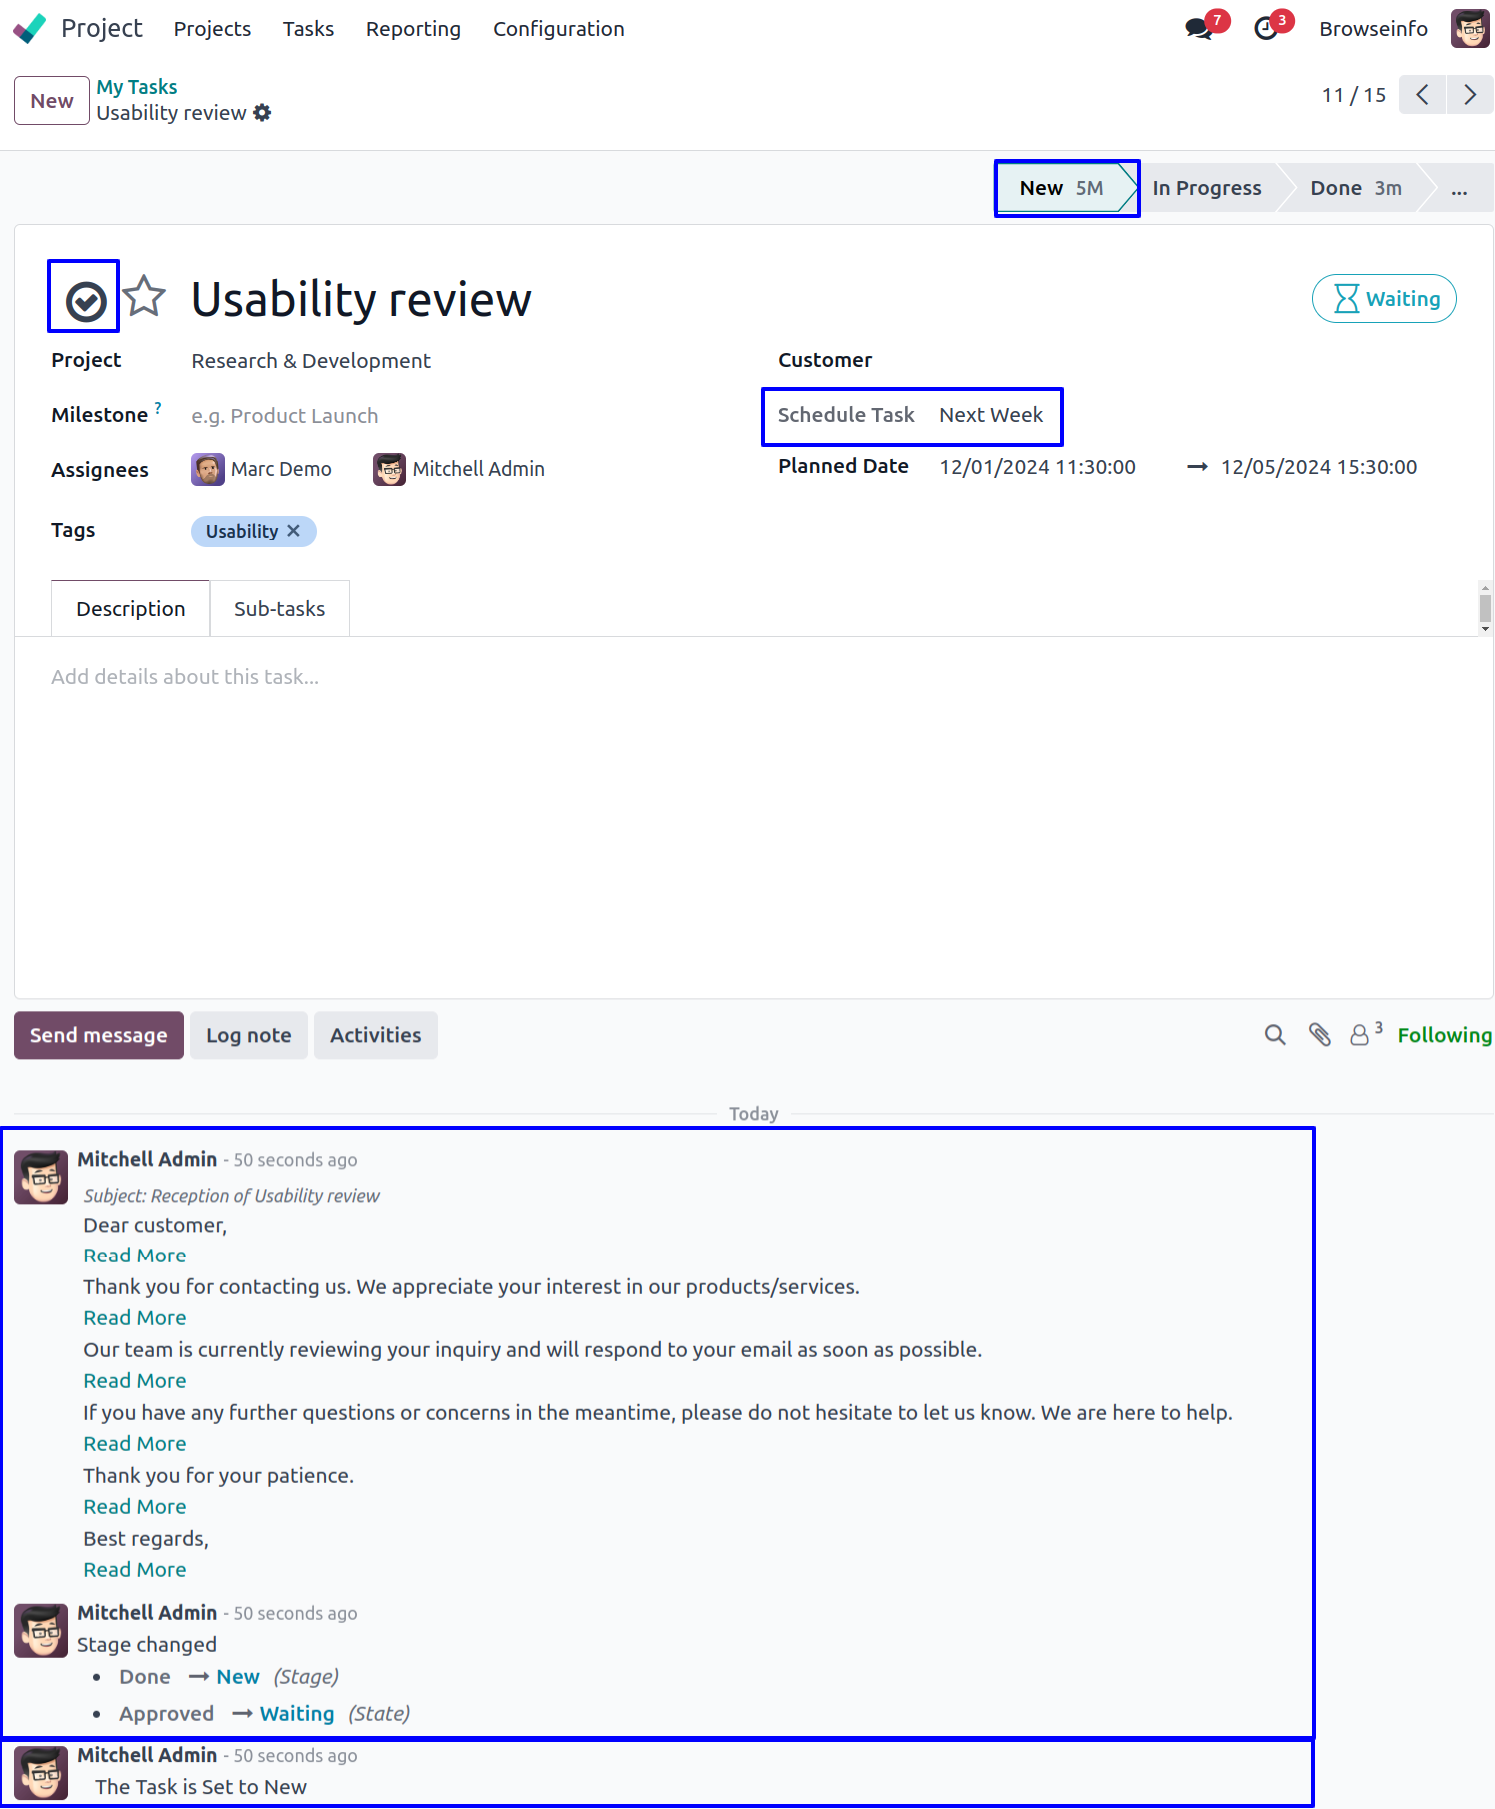 Project Projects Tasks Reporting Configuration 7 3 Browseinfo
New My Tasks
Usability review
11 / 15
New 5M In Progress Done 3m ...
Usability review Waiting
Project Research & Development
Customer
Milestone ? e.g. Product Launch
Schedule Task Next Week
Assignees Marc Demo Mitchell Admin
Planned Date 12/01/2024 11:30:00 → 12/05/2024 15:30:00
Tags Usability ✕
Description Sub-tasks
Add details about this task...
Send message Log note Activities 3 Following
Today
Mitchell Admin - 50 seconds ago
Subject: Reception of Usability review
Dear customer,
Read More
Thank you for contacting us. We appreciate your interest in our products/services.
Read More
Our team is currently reviewing your inquiry and will respond to your email as soon as possible.
Read More
If you have any further questions or concerns in the meantime, please do not hesitate to let us know. We are here to help.
Read More
Thank you for your patience.
Read More
Best regards,
Read More
Mitchell Admin - 50 seconds ago
Stage changed
• Done → New (Stage)
• Approved → Waiting (State)
Mitchell Admin - 50 seconds ago
The Task is Set to New